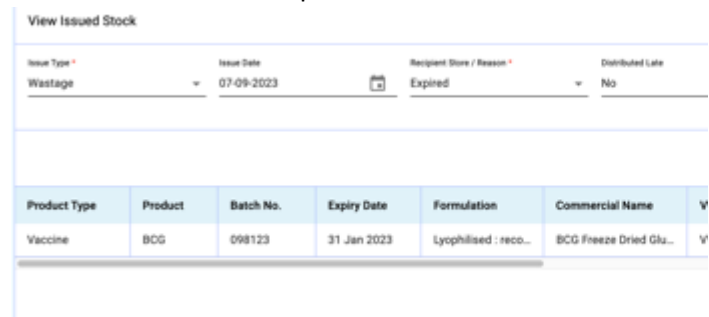 View Issued Stock
Issue Type * Issue Date Recipient Store / Reason * Distributed Late
Wastage 07-09-2023 Expired No
Product Type Product Batch No. Expiry Date Formulation Commercial Name V
Vaccine BCG 098123 31 Jan 2023 Lyophilised : reco... BCG Freeze Dried Glu... V